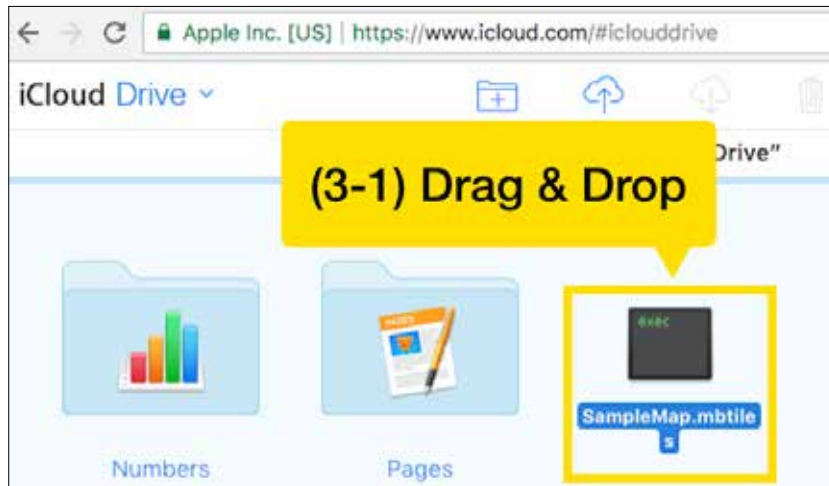 Apple Inc. [US] | https://www.icloud.com/#iclouddrive
iCloud Drive
Drive"
(3-1) Drag & Drop
exec
PAGES
SampleMap.mbtile
s
Numbers
Pages